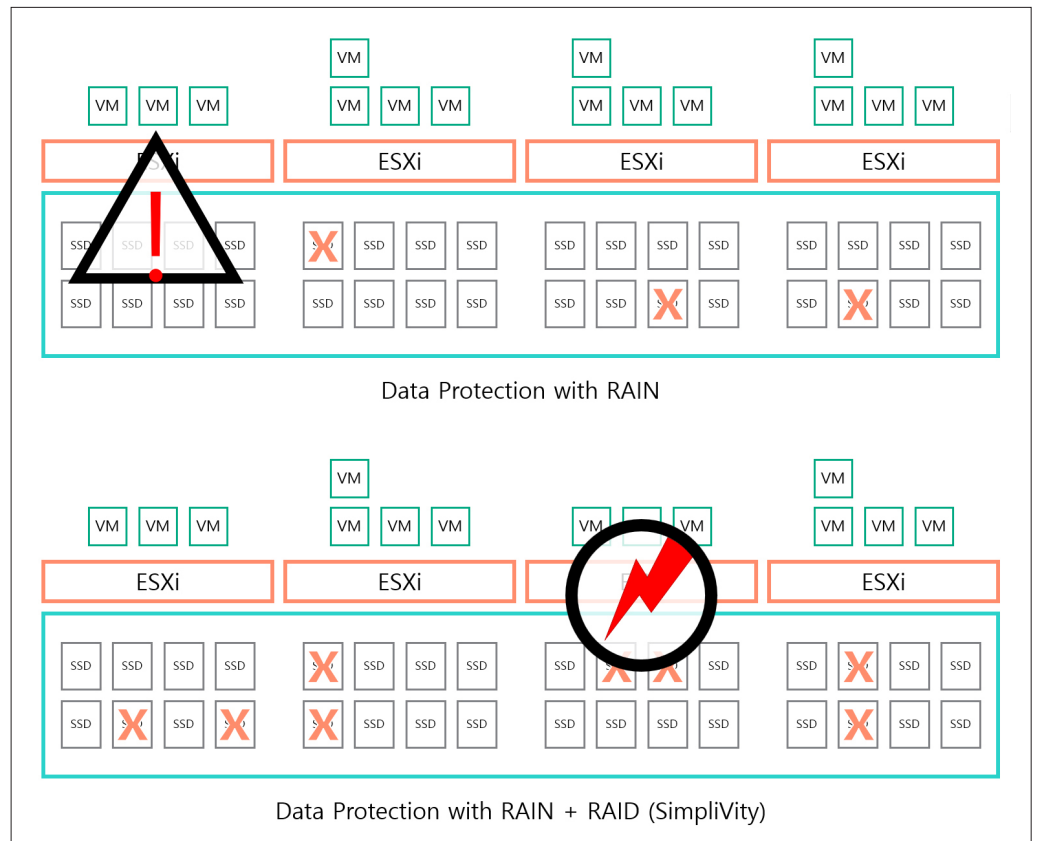 VM VM VM
VM VM VM VM VM VM VM VM VM VM VM VM
ESXi ESXi ESXi ESXi
SSD SSD SSD SSD SSD SSD SSD SSD SSD SSD SSD SSD SSD SSD SSD
SSD SSD SSD SSD SSD SSD SSD SSD SSD SSD SSD SSD SSD SSD
Data Protection with RAIN
VM VM
VM VM VM VM VM VM VM VM VM VM VM
ESXi ESXi ESXi
SSD SSD SSD SSD SSD SSD SSD SSD SSD SSD SSD SSD
SSD SSD SSD SSD SSD SSD SSD SSD SSD SSD SSD SSD
Data Protection with RAIN + RAID (SimpliVity)